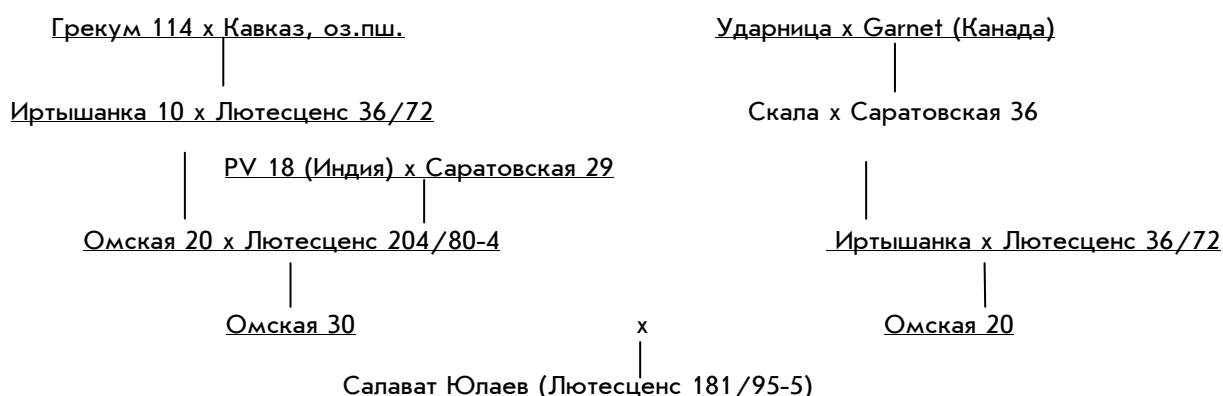 Грекум 114 х Кавказ, оз.пш. Ударница х Garnet (Канада)
Иртышанка 10 х Лютесценс 36/72 Скала х Саратовская 36
PV 18 (Индия) х Саратовская 29
Омская 20 х Лютесценс 204/80-4 Иртышанка х Лютесценс 36/72
Омская 30 х Омская 20
Салават Юлаев (Лютесценс 181/95-5)